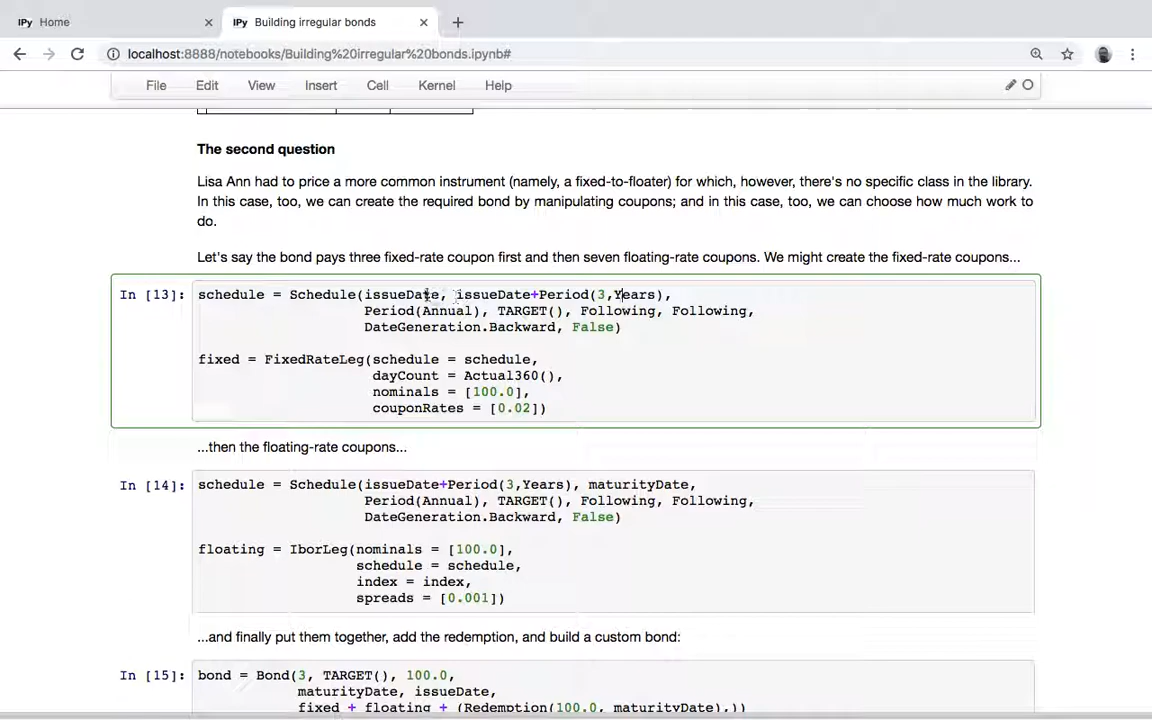 IPy Home
IPy Building irregular bonds
localhost:8888/notebooks/Building%20irregular%20bonds.ipynb#
File Edit View Insert Cell Kernel Help
The second question
Lisa Ann had to price a more common instrument (namely, a fixed-to-floater) for which, however, there's no specific class in the library.
In this case, too, we can create the required bond by manipulating coupons; and in this case, too, we can choose how much work to
do.
Let's say the bond pays three fixed-rate coupon first and then seven floating-rate coupons. We might create the fixed-rate coupons...
In [13]: schedule = Schedule(issueDate, issueDate+Period(3,Years),
Period(Annual), TARGET(), Following, Following,
DateGeneration.Backward, False)
fixed = FixedRateLeg(schedule = schedule,
dayCount = Actual360(),
nominals = [100.0],
couponRates = [0.02])
...then the floating-rate coupons...
In [14]: schedule = Schedule(issueDate+Period(3,Years), maturityDate,
Period(Annual), TARGET(), Following, Following,
DateGeneration.Backward, False)
floating = IborLeg(nominals = [100.0],
schedule = schedule,
index = index,
spreads = [0.001])
...and finally put them together, add the redemption, and build a custom bond:
In [15]: bond = Bond(3, TARGET(), 100.0,
maturityDate, issueDate,
fixed + floating + (Redemption(100.0, maturityDate),))